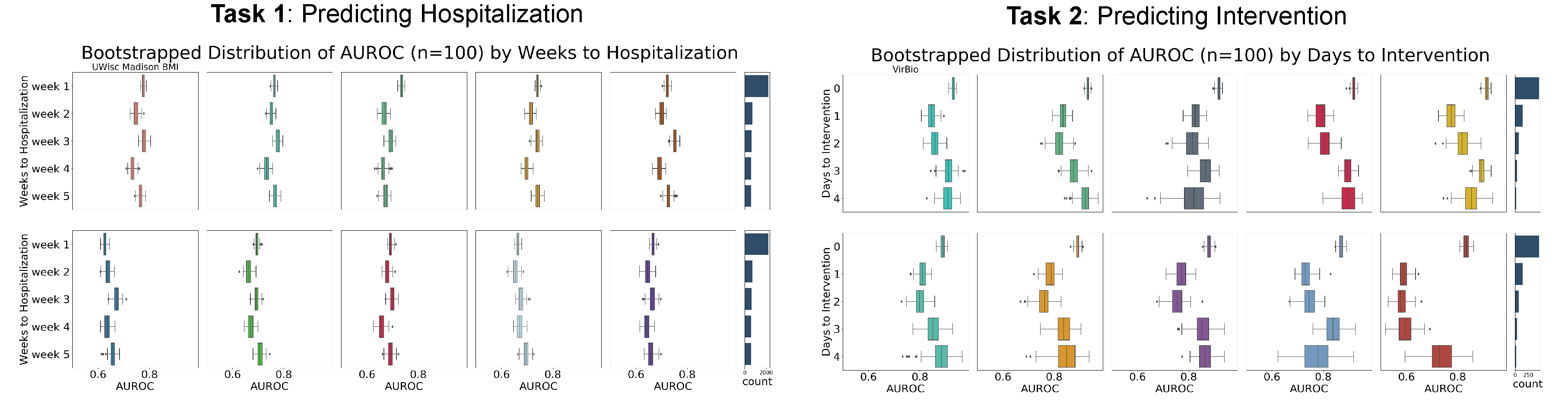 Task 1: Predicting Hospitalization
Bootstrapped Distribution of AUROC (n=100) by Weeks to Hospitalization
UWisc Madison BMI
Weeks to Hospitalization
week 1
week 2
week 3
week 4
week 5
Weeks to Hospitalization
week 1
week 2
week 3
week 4
week 5
0.6 0.8 0.6 0.8 0.6 0.8 0.6 0.8 0.6 0.8 0 2000
AUROC AUROC AUROC AUROC AUROC count
Task 2: Predicting Intervention
Bootstrapped Distribution of AUROC (n=100) by Days to Intervention
VirBio
Days to Intervention
0
1
2
3
4
Days to Intervention
0
1
2
3
4
0.6 0.8 0.6 0.8 0.6 0.8 0.6 0.8 0.6 0.8 0 250
AUROC AUROC AUROC AUROC AUROC count